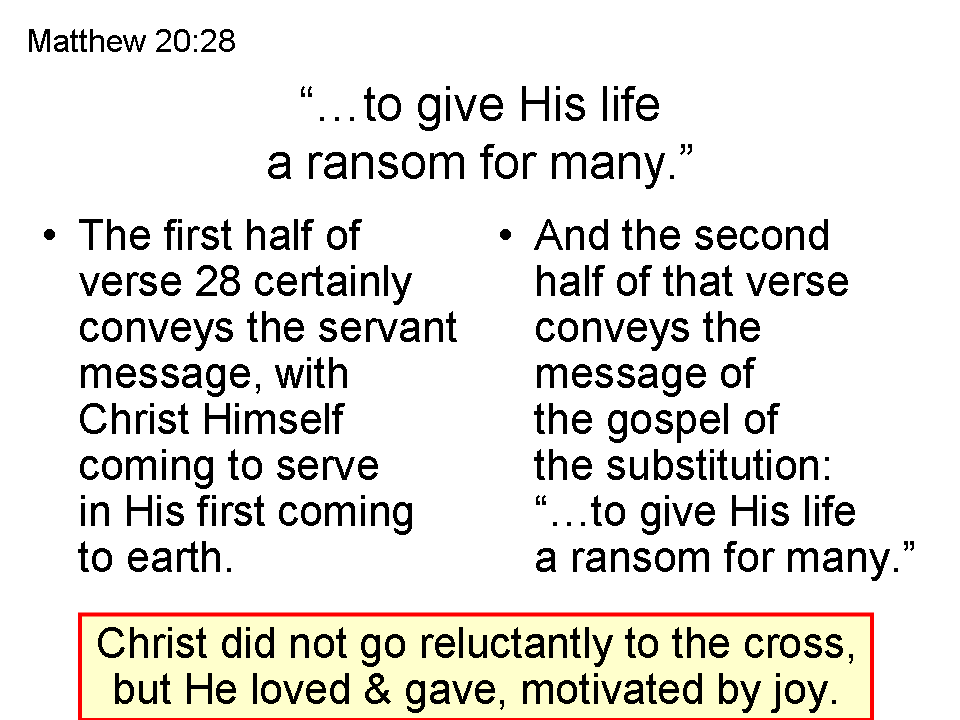 Matthew 20:28
“…to give His life
a ransom for many.”
• The first half of
verse 28 certainly
conveys the servant
message, with
Christ Himself
coming to serve
in His first coming
to earth.
• And the second
half of that verse
conveys the
message of
the gospel of
the substitution:
“…to give His life
a ransom for many.”
Christ did not go reluctantly to the cross,
but He loved & gave, motivated by joy.